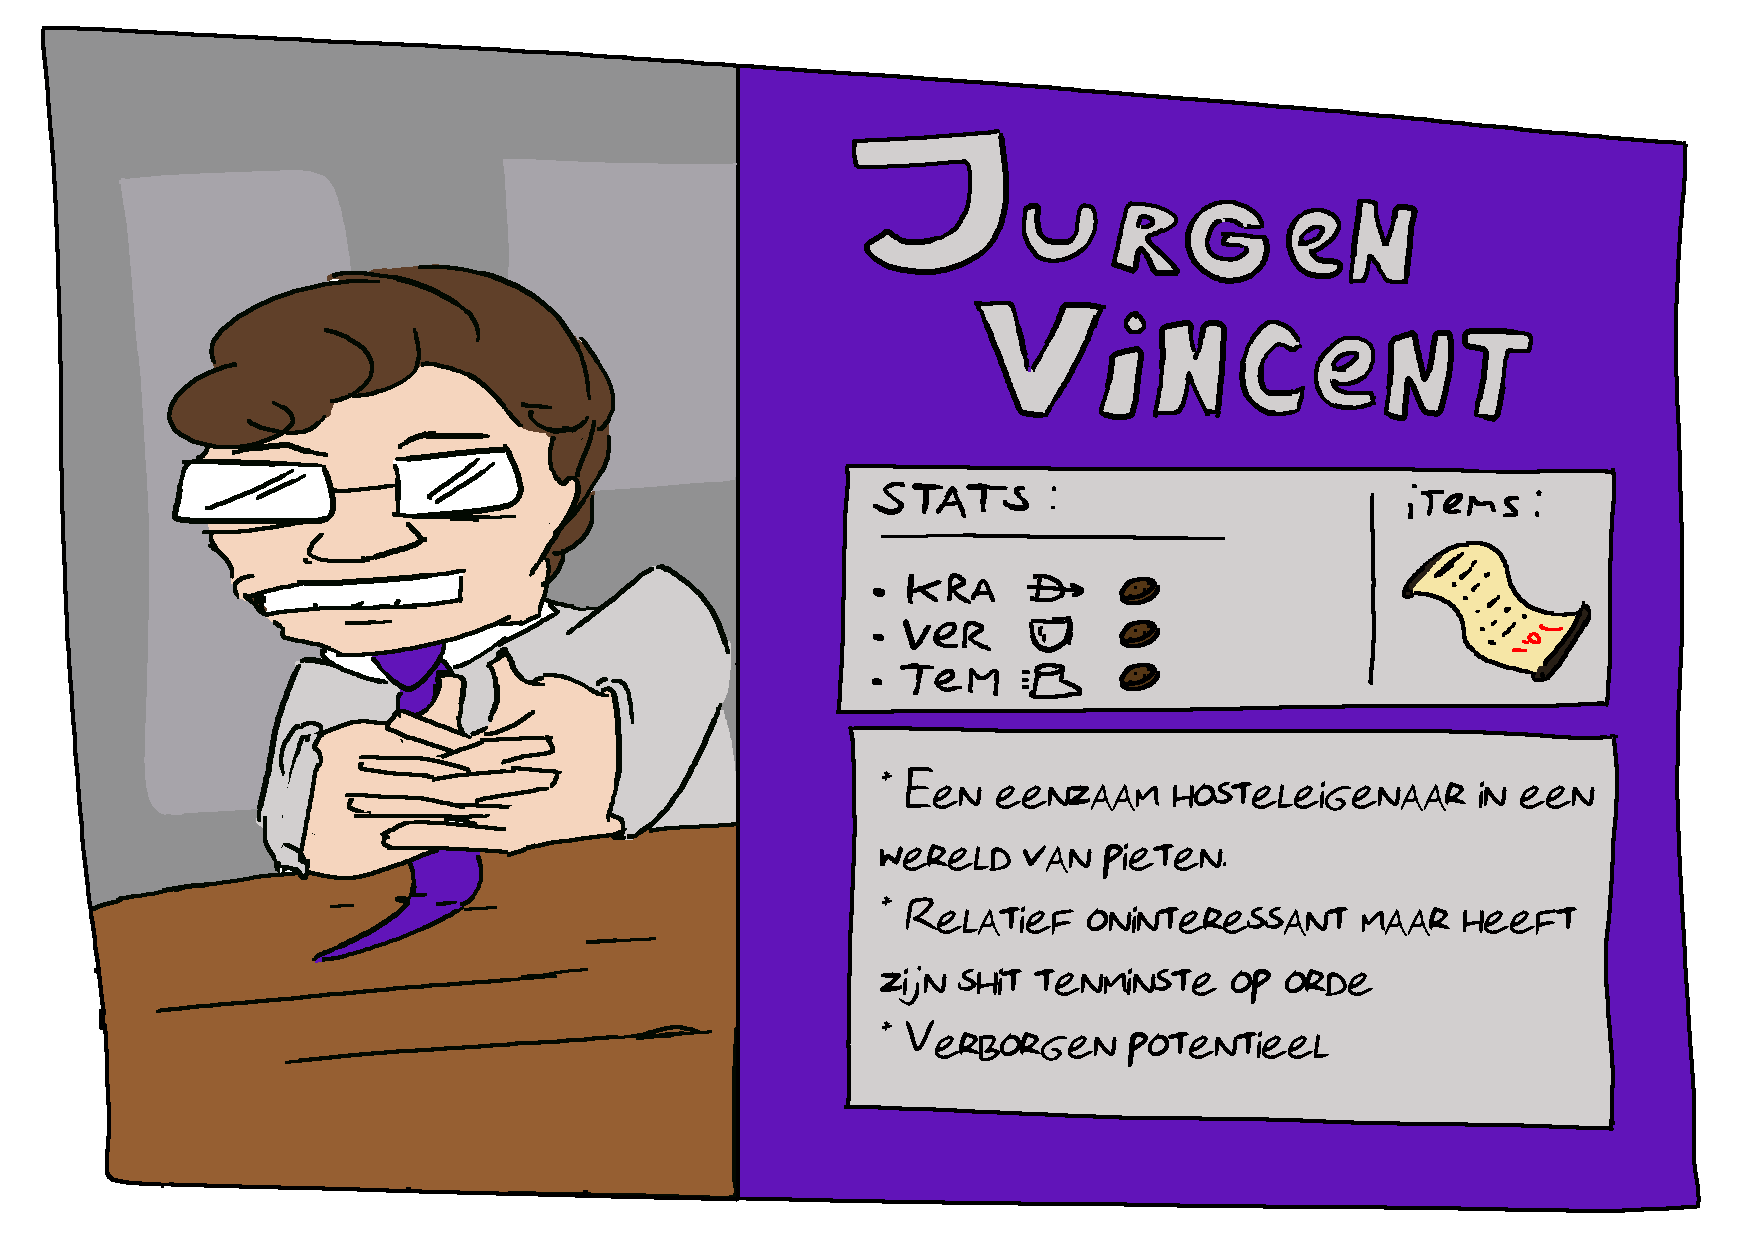 JURGEN
VINCENT
STATS:
items:
• KRA
• VER
• TEM
* EEN EENZAAM HOSTELEIGENAAR IN EEN
WERELD VAN PIETEN.
* RELATIEF ONINTERESSANT MAAR HEEFT
ZIJN SHIT TENMINSTE OP ORDE
* VERBORGEN POTENTIEEL